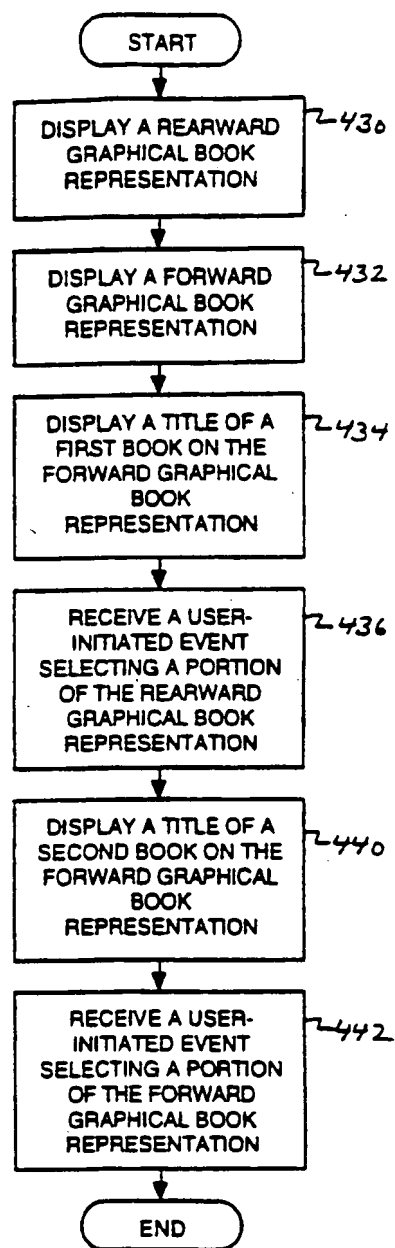 START
DISPLAY A REARWARD
GRAPHICAL BOOK
REPRESENTATION
430
DISPLAY A FORWARD
GRAPHICAL BOOK
REPRESENTATION
432
DISPLAY A TITLE OF A
FIRST BOOK ON THE
FORWARD GRAPHICAL
BOOK
REPRESENTATION
434
RECEIVE A USER-
INITIATED EVENT
SELECTING A PORTION
OF THE REARWARD
GRAPHICAL BOOK
REPRESENTATION
436
DISPLAY A TITLE OF A
SECOND BOOK ON THE
FORWARD GRAPHICAL
BOOK
REPRESENTATION
440
RECEIVE A USER-
INITIATED EVENT
SELECTING A PORTION
OF THE FORWARD
GRAPHICAL BOOK
REPRESENTATION
442
END